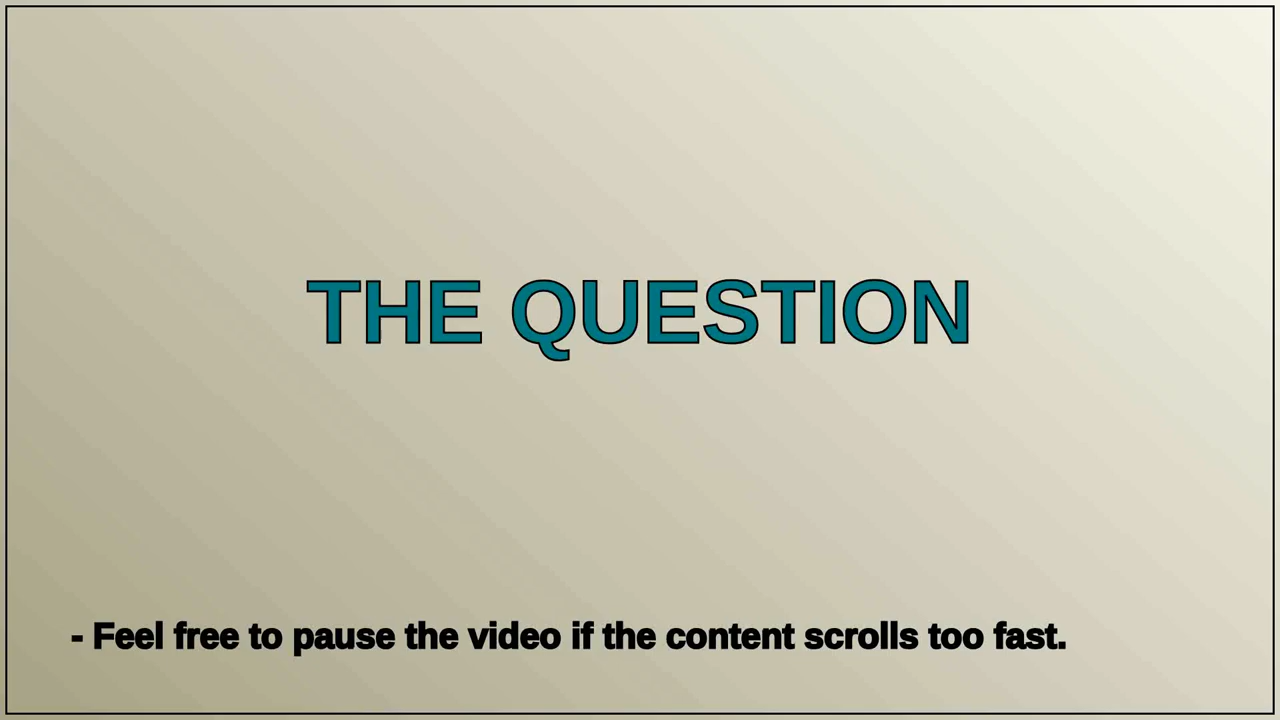 THE QUESTION
- Feel free to pause the video if the content scrolls too fast.